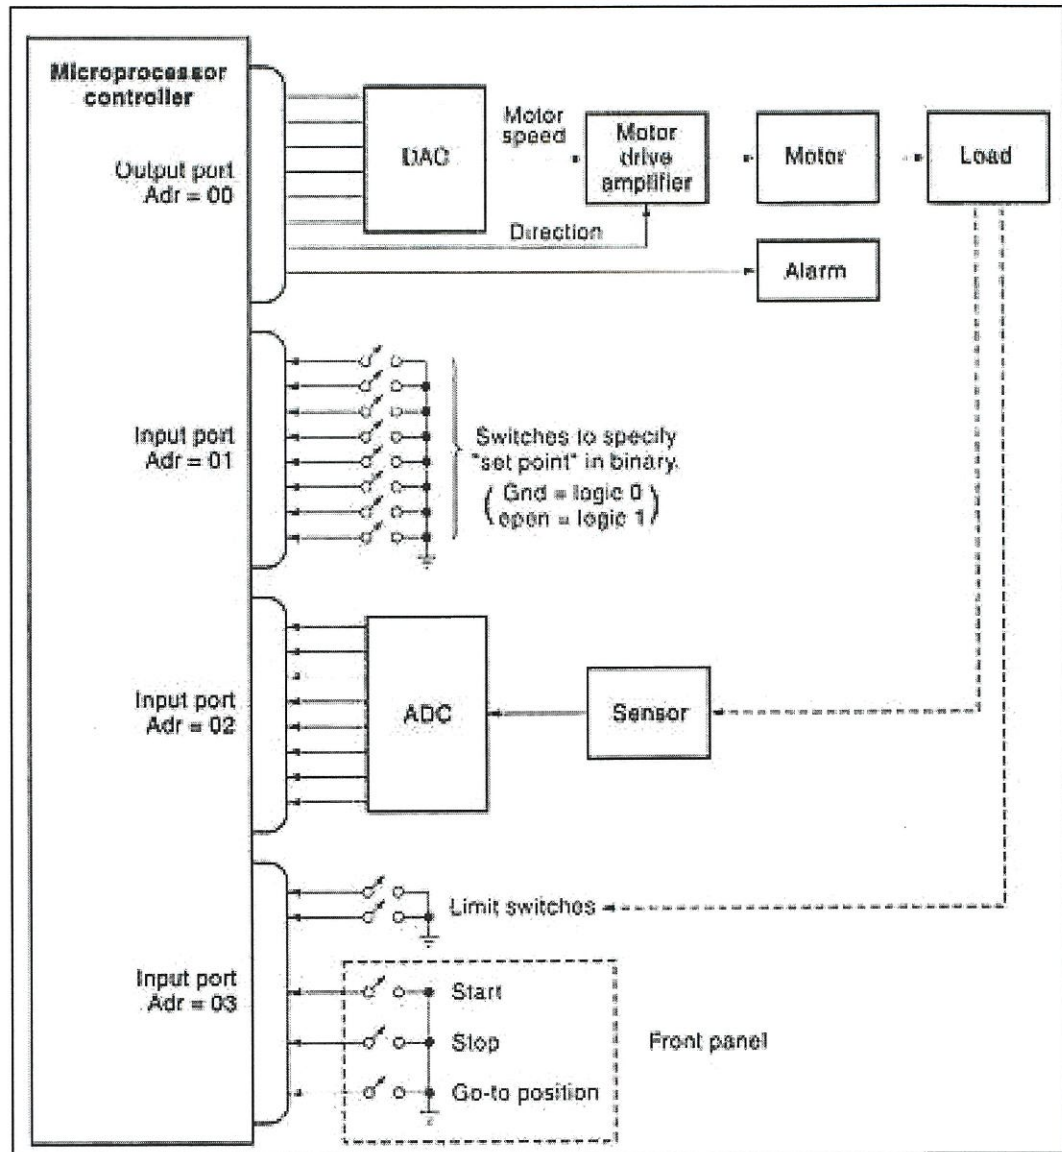 Microprocessor
controller
Output port
Adr = 00
DAC
Motor
speed
Motor
drive
amplifier
Motor
Load
Direction
Alarm
Input port
Adr = 01
Switches to specify
"set point" in binary.
( Gnd = logic 0
open = logic 1 )
Input port
Adr = 02
ADC
Sensor
Limit switches
Input port
Adr = 03
Start
Stop
Go-to position
Front panel